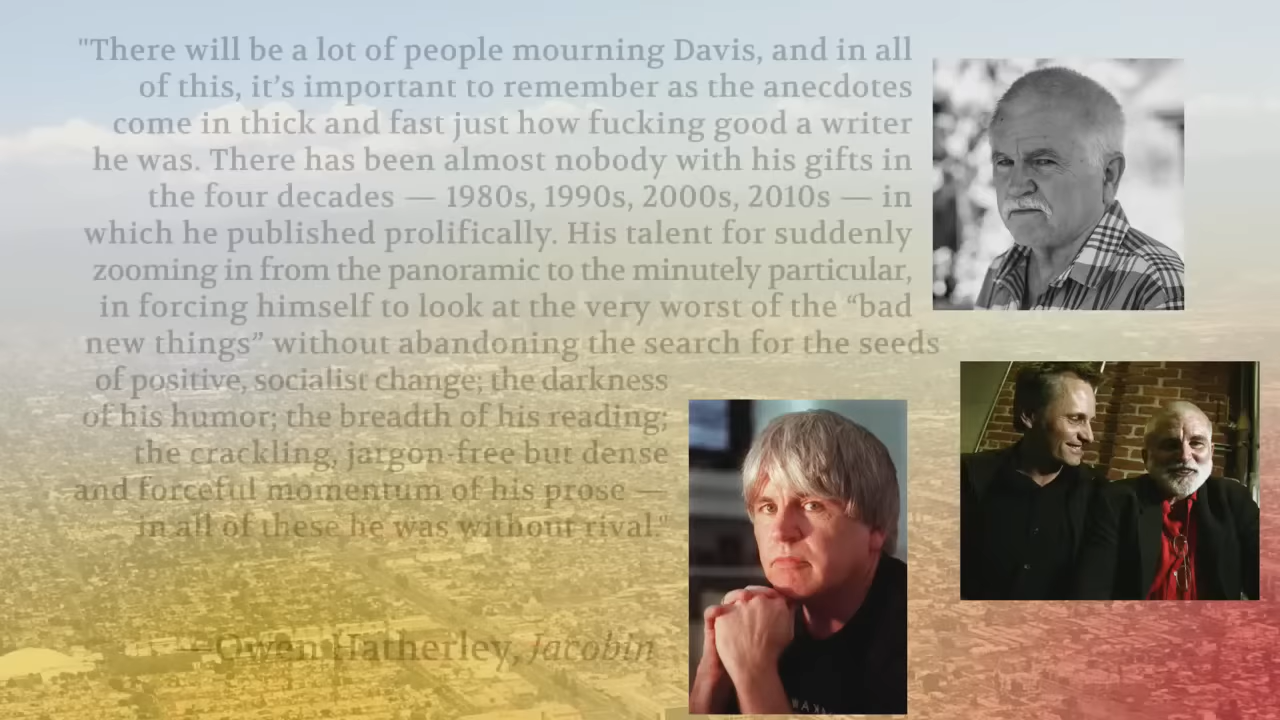 "There will be a lot of people mourning Davis, and in all
of this, it’s important to remember as the anecdotes
come in thick and fast just how fucking good a writer
he was. There has been almost nobody with his gifts in
the four decades — 1980s, 1990s, 2000s, 2010s — in
which he published prolifically. His talent for suddenly
zooming in from the panoramic to the minutely particular,
in forcing himself to look at the very worst of the “bad
new things” without abandoning the search for the seeds
of positive, socialist change; the darkness
of his humor; the breadth of his reading;
the crackling, jargon-free but dense
and forceful momentum of his prose —
in all of these he was without rival."
—Owen Hatherley, Jacobin